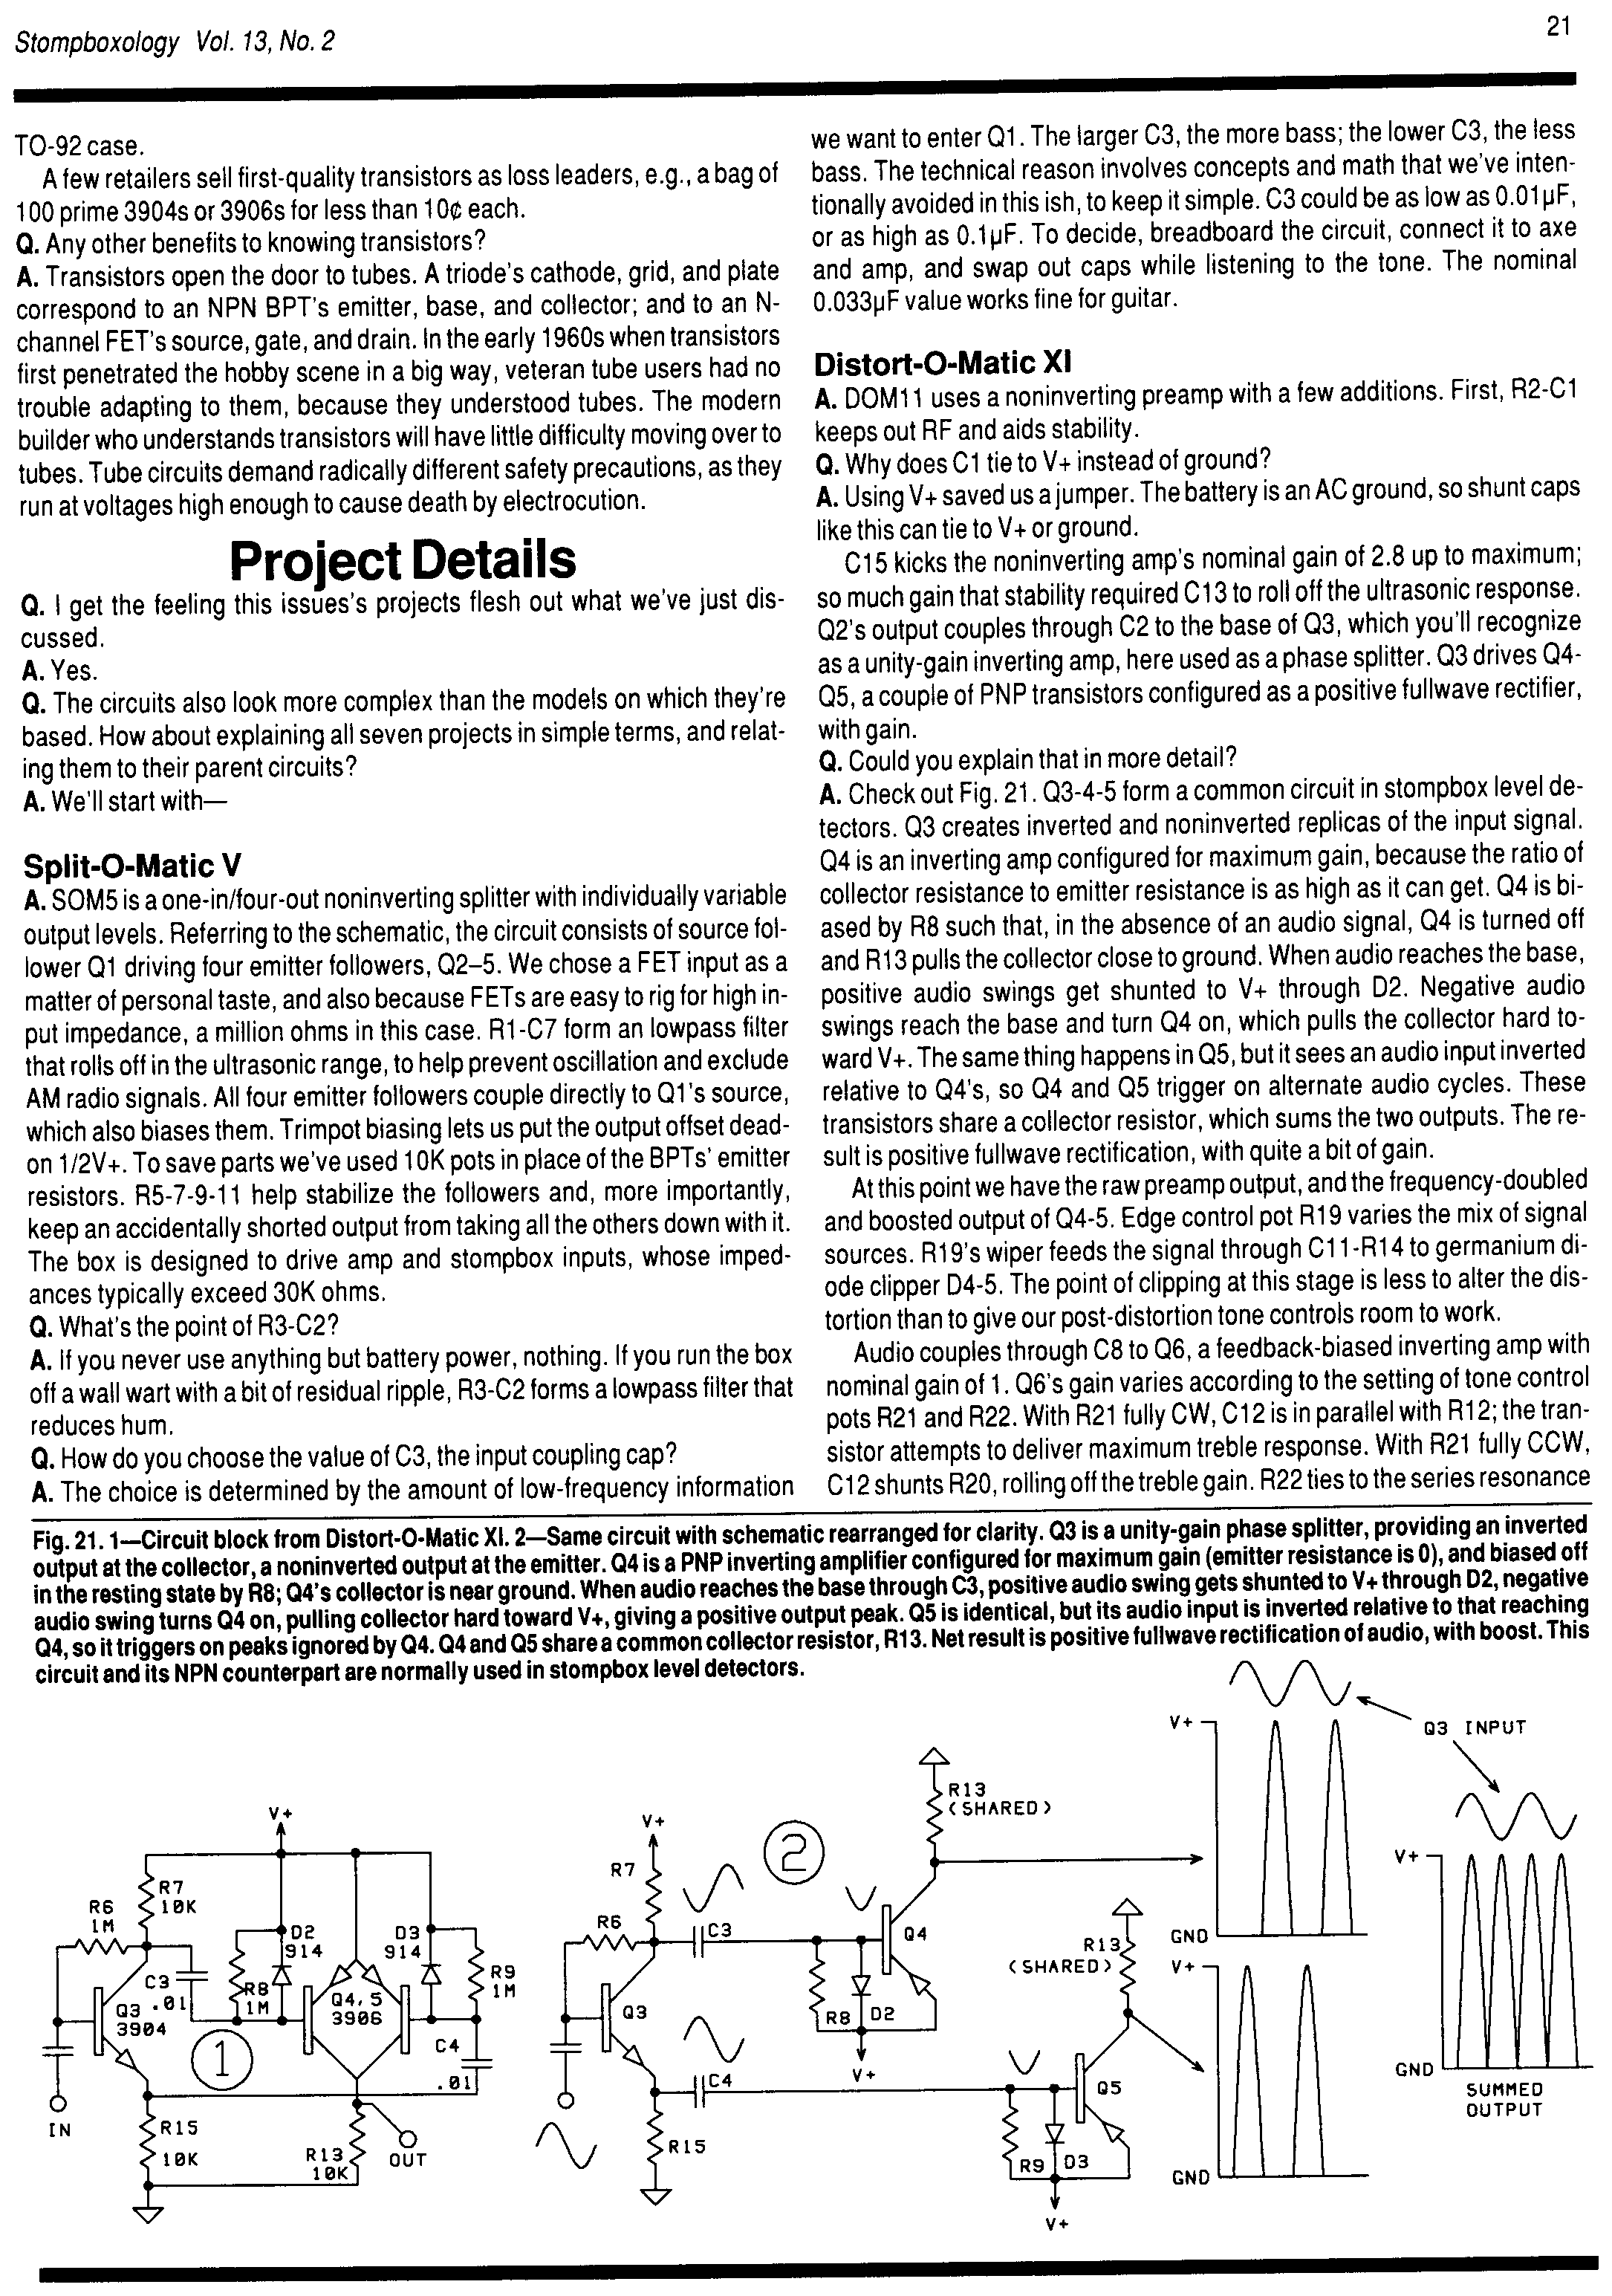 Stompboxology Vol. 13, No. 2
21
TO-92 case.
A few retailers sell first-quality transistors as loss leaders, e.g., a bag of
100 prime 3904s or 3906s for less than 10¢ each.
Q. Any other benefits to knowing transistors?
A. Transistors open the door to tubes. A triode's cathode, grid, and plate
correspond to an NPN BPT's emitter, base, and collector; and to an N-
channel FET's source, gate, and drain. In the early 1960s when transistors
first penetrated the hobby scene in a big way, veteran tube users had no
trouble adapting to them, because they understood tubes. The modern
builder who understands transistors will have little difficulty moving over to
tubes. Tube circuits demand radically different safety precautions, as they
run at voltages high enough to cause death by electrocution.
Project Details
Q. I get the feeling this issues's projects flesh out what we've just dis-
cussed.
A. Yes.
Q. The circuits also look more complex than the models on which they're
based. How about explaining all seven projects in simple terms, and relat-
ing them to their parent circuits?
A. We'll start with—
Split-O-Matic V
A. SOM5 is a one-in/four-out noninverting splitter with individually variable
output levels. Referring to the schematic, the circuit consists of source fol-
lower Q1 driving four emitter followers, Q2–5. We chose a FET input as a
matter of personal taste, and also because FETs are easy to rig for high in-
put impedance, a million ohms in this case. R1-C7 form an lowpass filter
that rolls off in the ultrasonic range, to help prevent oscillation and exclude
AM radio signals. All four emitter followers couple directly to Q1's source,
which also biases them. Trimpot biasing lets us put the output offset dead-
on 1/2V+. To save parts we've used 10K pots in place of the BPTs' emitter
resistors. R5-7-9-11 help stabilize the followers and, more importantly,
keep an accidentally shorted output from taking all the others down with it.
The box is designed to drive amp and stompbox inputs, whose imped-
ances typically exceed 30K ohms.
Q. What's the point of R3-C2?
A. If you never use anything but battery power, nothing. If you run the box
off a wall wart with a bit of residual ripple, R3-C2 forms a lowpass filter that
reduces hum.
Q. How do you choose the value of C3, the input coupling cap?
A. The choice is determined by the amount of low-frequency information
we want to enter Q1. The larger C3, the more bass; the lower C3, the less
bass. The technical reason involves concepts and math that we've inten-
tionally avoided in this ish, to keep it simple. C3 could be as low as 0.01µF,
or as high as 0.1µF. To decide, breadboard the circuit, connect it to axe
and amp, and swap out caps while listening to the tone. The nominal
0.033µF value works fine for guitar.
Distort-O-Matic XI
A. DOM11 uses a noninverting preamp with a few additions. First, R2-C1
keeps out RF and aids stability.
Q. Why does C1 tie to V+ instead of ground?
A. Using V+ saved us a jumper. The battery is an AC ground, so shunt caps
like this can tie to V+ or ground.
C15 kicks the noninverting amp's nominal gain of 2.8 up to maximum;
so much gain that stability required C13 to roll off the ultrasonic response.
Q2's output couples through C2 to the base of Q3, which you'll recognize
as a unity-gain inverting amp, here used as a phase splitter. Q3 drives Q4-
Q5, a couple of PNP transistors configured as a positive fullwave rectifier,
with gain.
Q. Could you explain that in more detail?
A. Check out Fig. 21. Q3-4-5 form a common circuit in stompbox level de-
tectors. Q3 creates inverted and noninverted replicas of the input signal.
Q4 is an inverting amp configured for maximum gain, because the ratio of
collector resistance to emitter resistance is as high as it can get. Q4 is bi-
ased by R8 such that, in the absence of an audio signal, Q4 is turned off
and R13 pulls the collector close to ground. When audio reaches the base,
positive audio swings get shunted to V+ through D2. Negative audio
swings reach the base and turn Q4 on, which pulls the collector hard to-
ward V+. The same thing happens in Q5, but it sees an audio input inverted
relative to Q4's, so Q4 and Q5 trigger on alternate audio cycles. These
transistors share a collector resistor, which sums the two outputs. The re-
sult is positive fullwave rectification, with quite a bit of gain.
At this point we have the raw preamp output, and the frequency-doubled
and boosted output of Q4-5. Edge control pot R19 varies the mix of signal
sources. R19's wiper feeds the signal through C11-R14 to germanium di-
ode clipper D4-5. The point of clipping at this stage is less to alter the dis-
tortion than to give our post-distortion tone controls room to work.
Audio couples through C8 to Q6, a feedback-biased inverting amp with
nominal gain of 1. Q6's gain varies according to the setting of tone control
pots R21 and R22. With R21 fully CW, C12 is in parallel with R12; the tran-
sistor attempts to deliver maximum treble response. With R21 fully CCW,
C12 shunts R20, rolling off the treble gain. R22 ties to the series resonance
Fig. 21. 1—Circuit block from Distort-O-Matic XI. 2—Same circuit with schematic rearranged for clarity. Q3 is a unity-gain phase splitter, providing an inverted
output at the collector, a noninverted output at the emitter. Q4 is a PNP inverting amplifier configured for maximum gain (emitter resistance is 0), and biased off
in the resting state by R8; Q4's collector is near ground. When audio reaches the base through C3, positive audio swing gets shunted to V+ through D2, negative
audio swing turns Q4 on, pulling collector hard toward V+, giving a positive output peak. Q5 is identical, but its audio input is inverted relative to that reaching
Q4, so it triggers on peaks ignored by Q4. Q4 and Q5 share a common collector resistor, R13. Net result is positive fullwave rectification of audio, with boost. This
circuit and its NPN counterpart are normally used in stompbox level detectors.
V+
R7
10K
R6
1M
D2
914
D3
914
C3
.01
R8
1M
Q4,5
3906
R9
1M
Q3
3904
1
C4
.01
IN
R15
10K
R13
10K
OUT
V+
2
R7
R6
C3
Q3
C4
R15
R13
(SHARED)
Q4
R8
D2
V+
R13
(SHARED)
Q5
R9
D3
V+
V+
GND
V+
GND
Q3 INPUT
V+
GND
SUMMED
OUTPUT